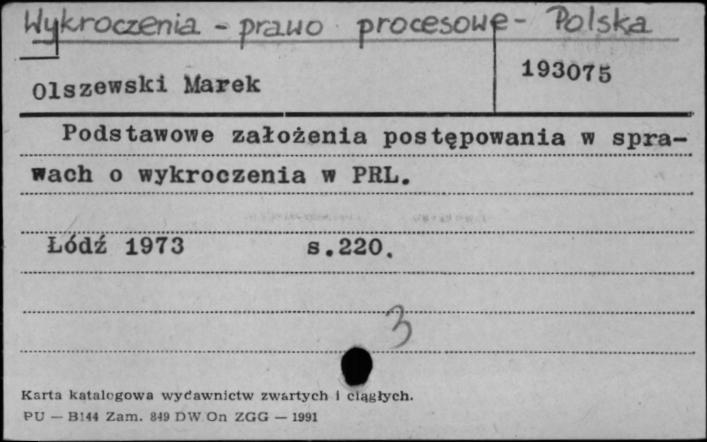 Wykroczenia - prawo procesowe - Polska
Olszewski Marek
193075
Podstawowe założenia postępowania w spra-
wach o wykroczenia w PRL.
Łódź 1973 s.220.
3
Karta katalogowa wydawnictw zwartych i ciągłych.
PU — B144 Zam. 849 DW On ZGG — 1991